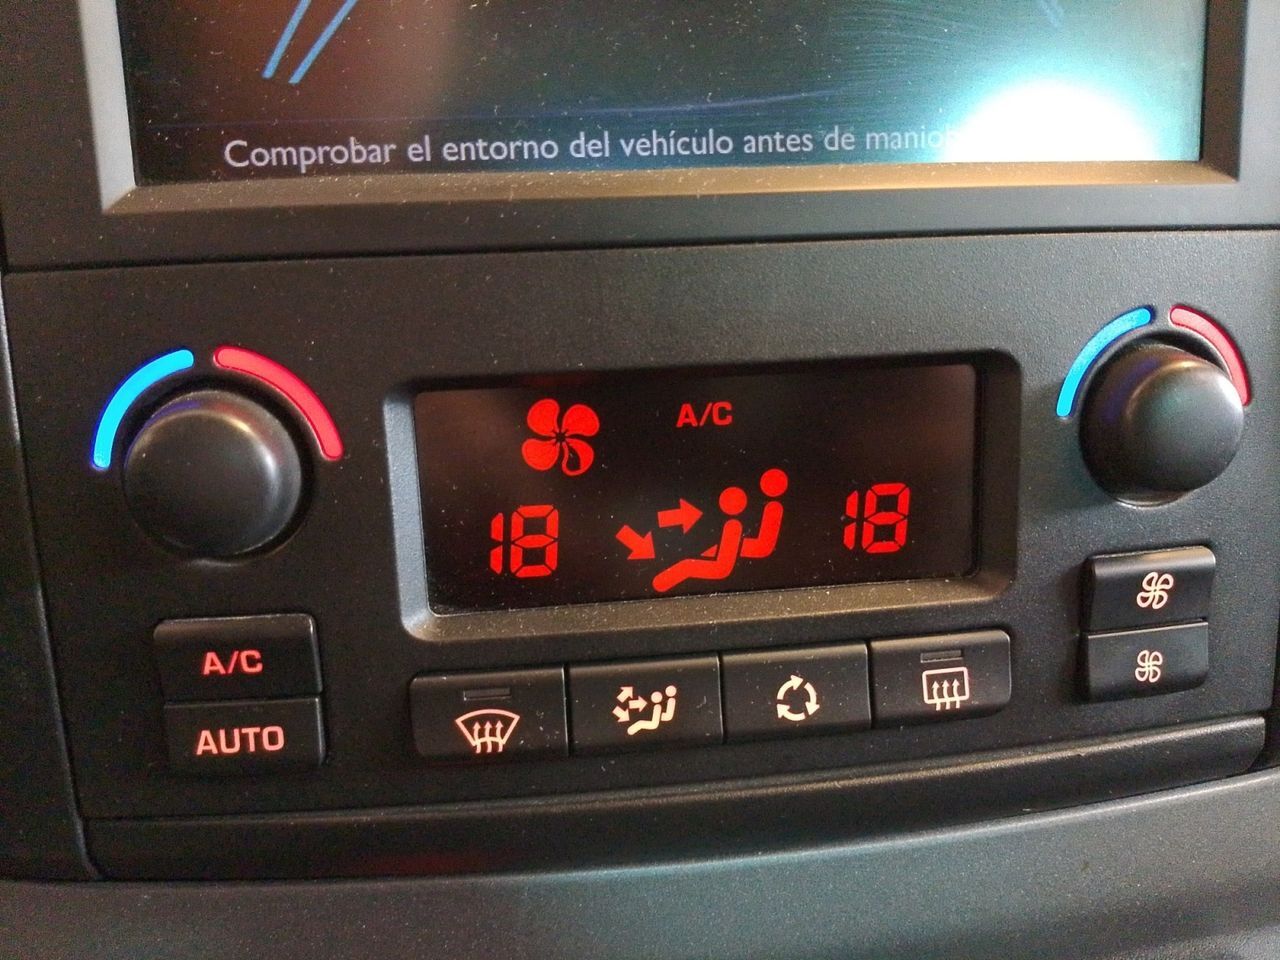 Comprobar el entorno del vehículo antes de
A/C
18 18
A/C
AUTO